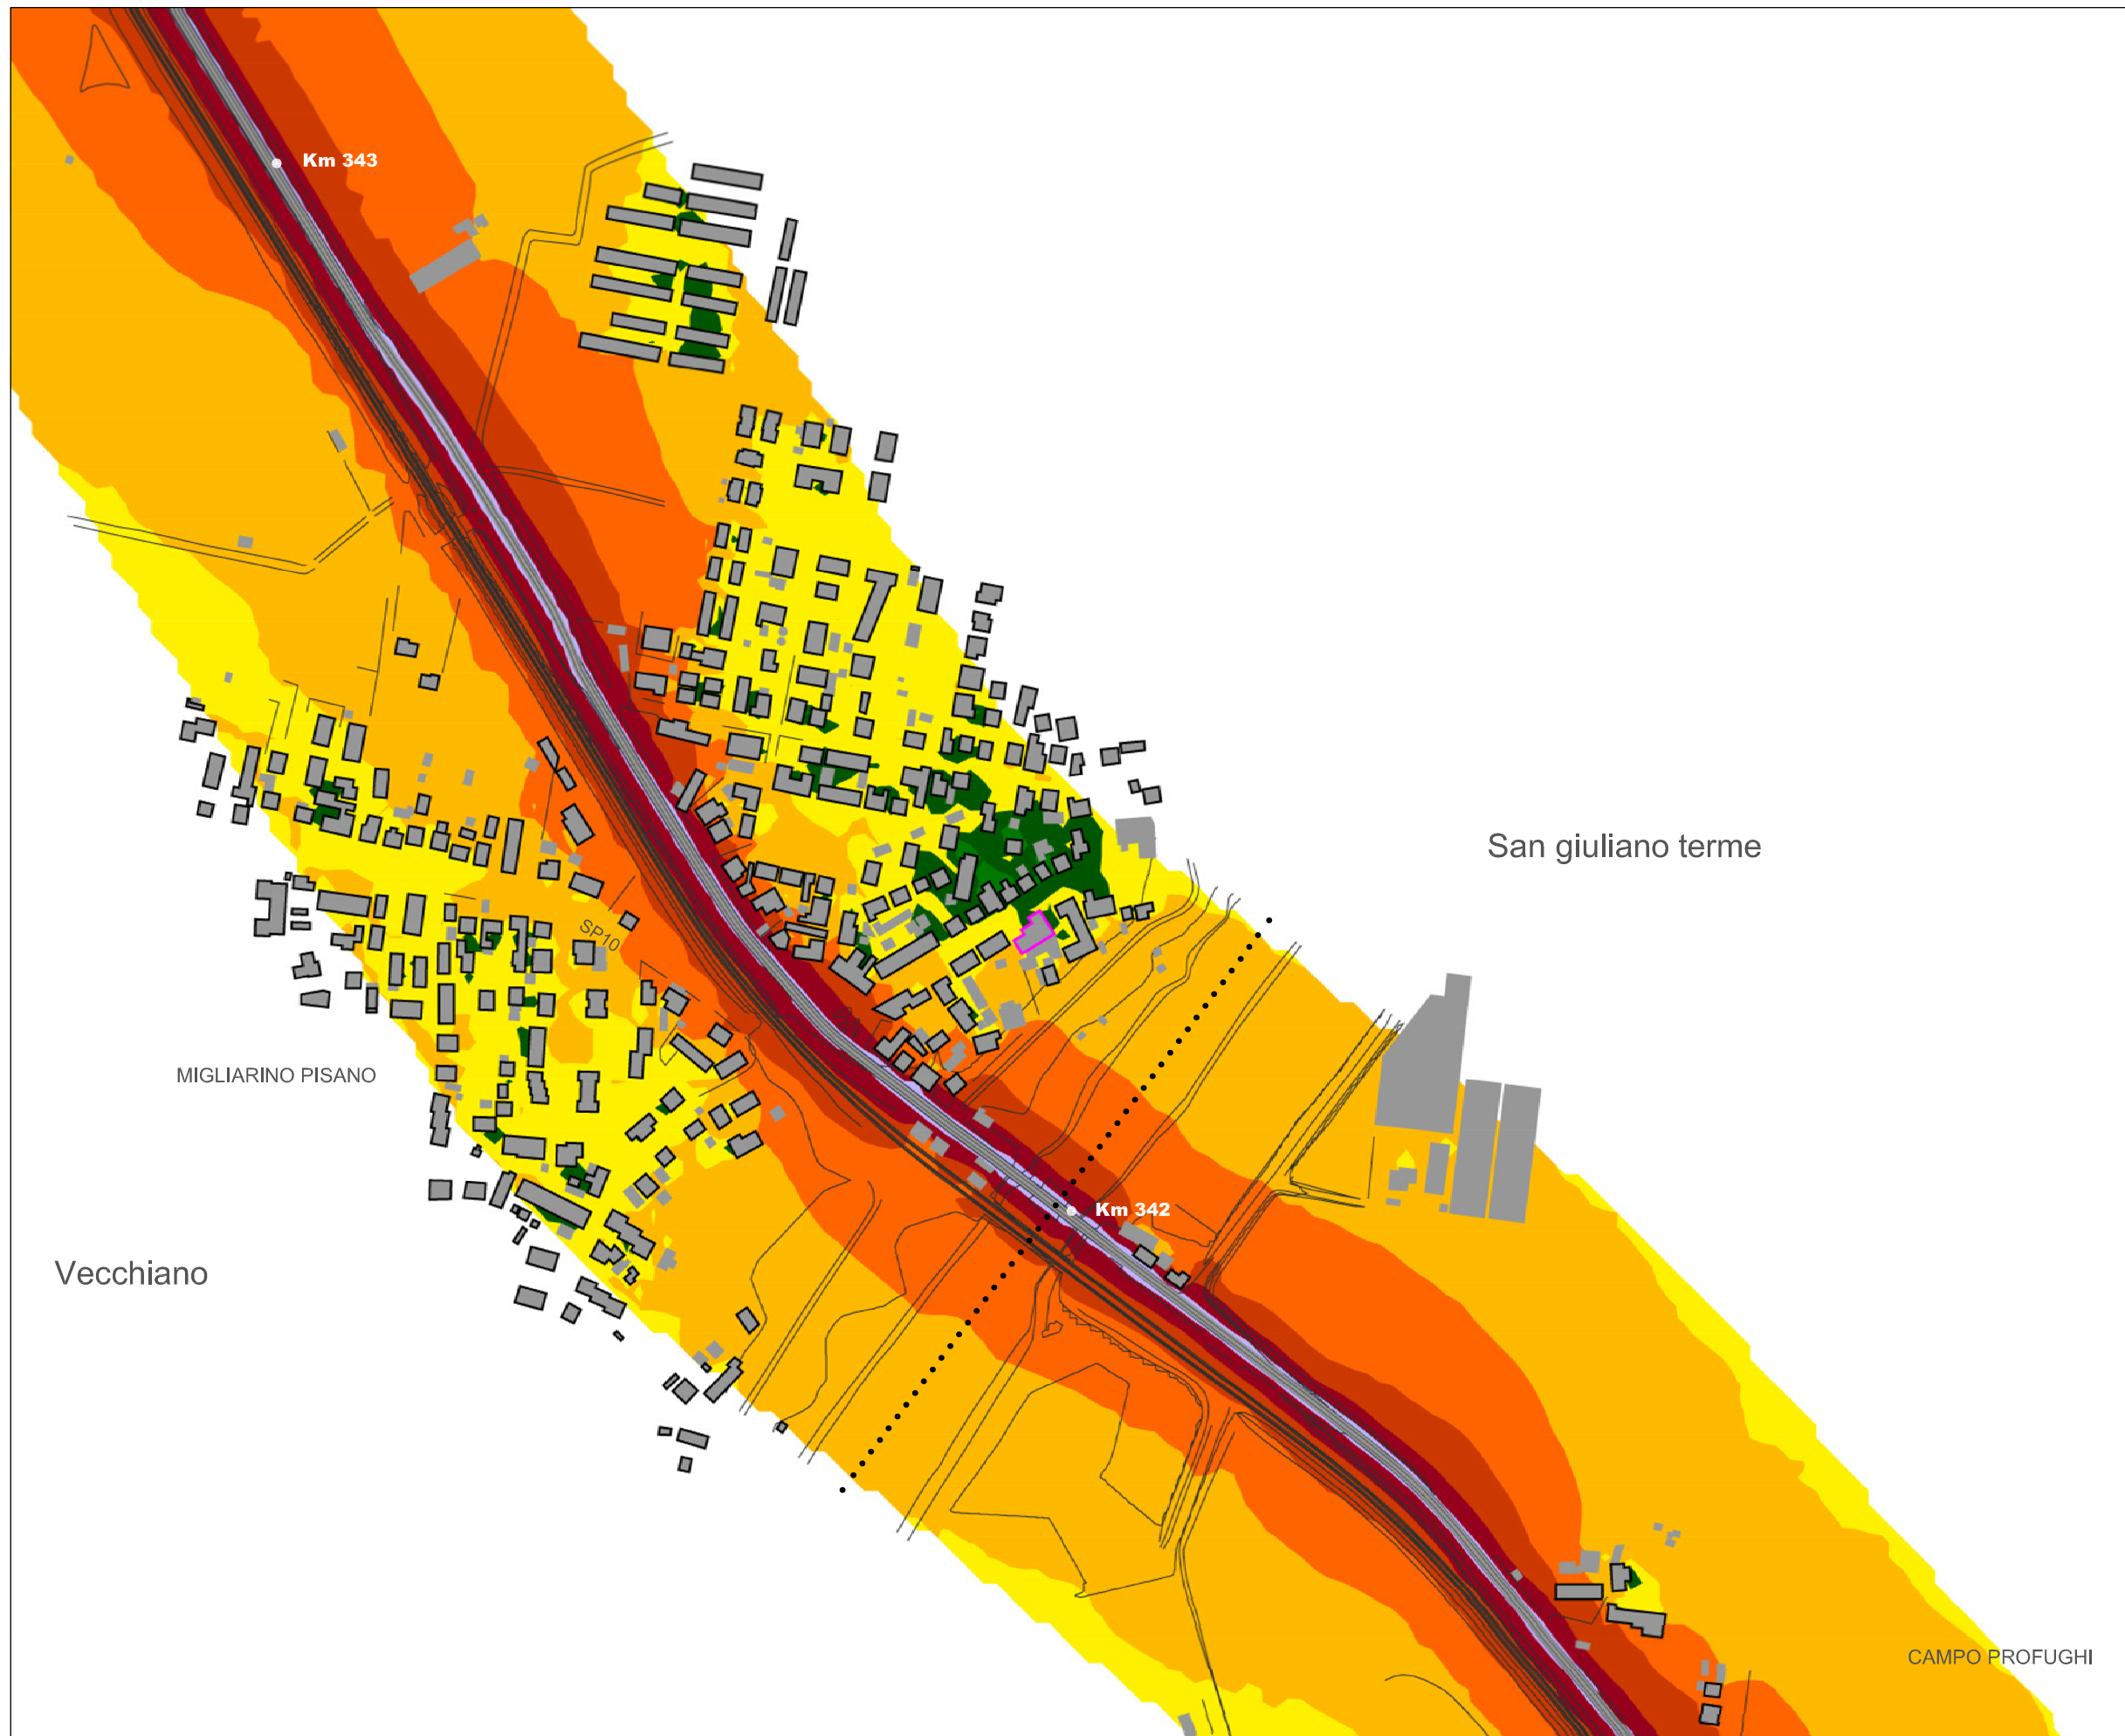 Km 343
San giuliano terme
SP10
MIGLIARINO PISANO
Km 342
Vecchiano
CAMPO PROFUGHI